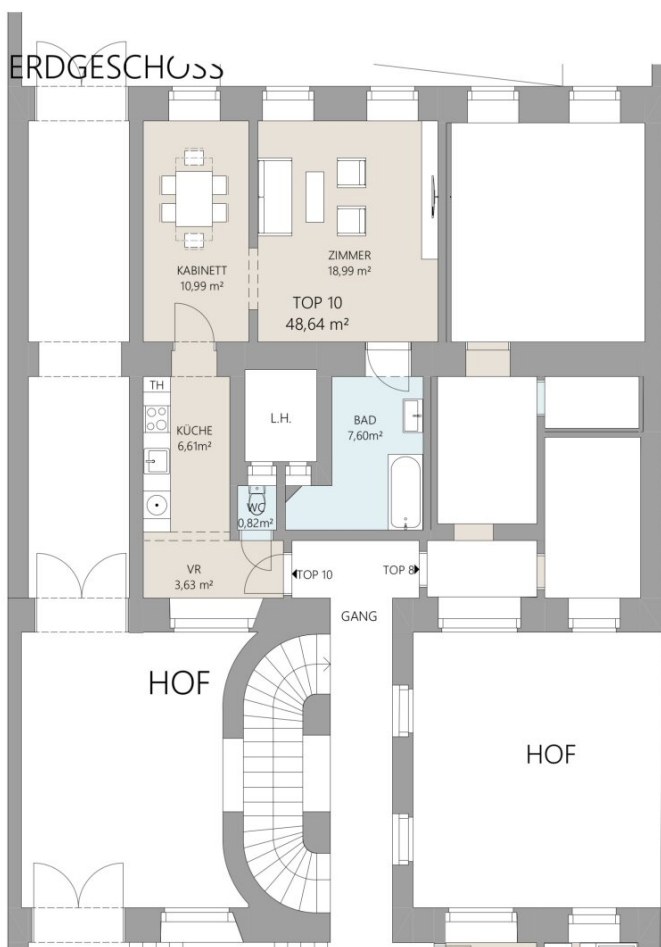 ERDGESCHOSS
KABINETT
10,99 m²
ZIMMER
18,99 m²
TOP 10
48,64 m²
TH
KÜCHE
6,61m²
L.H.
BAD
7,60m²
WC
0,82m²
VR
3,63 m²
TOP 10
TOP 8
GANG
HOF
HOF